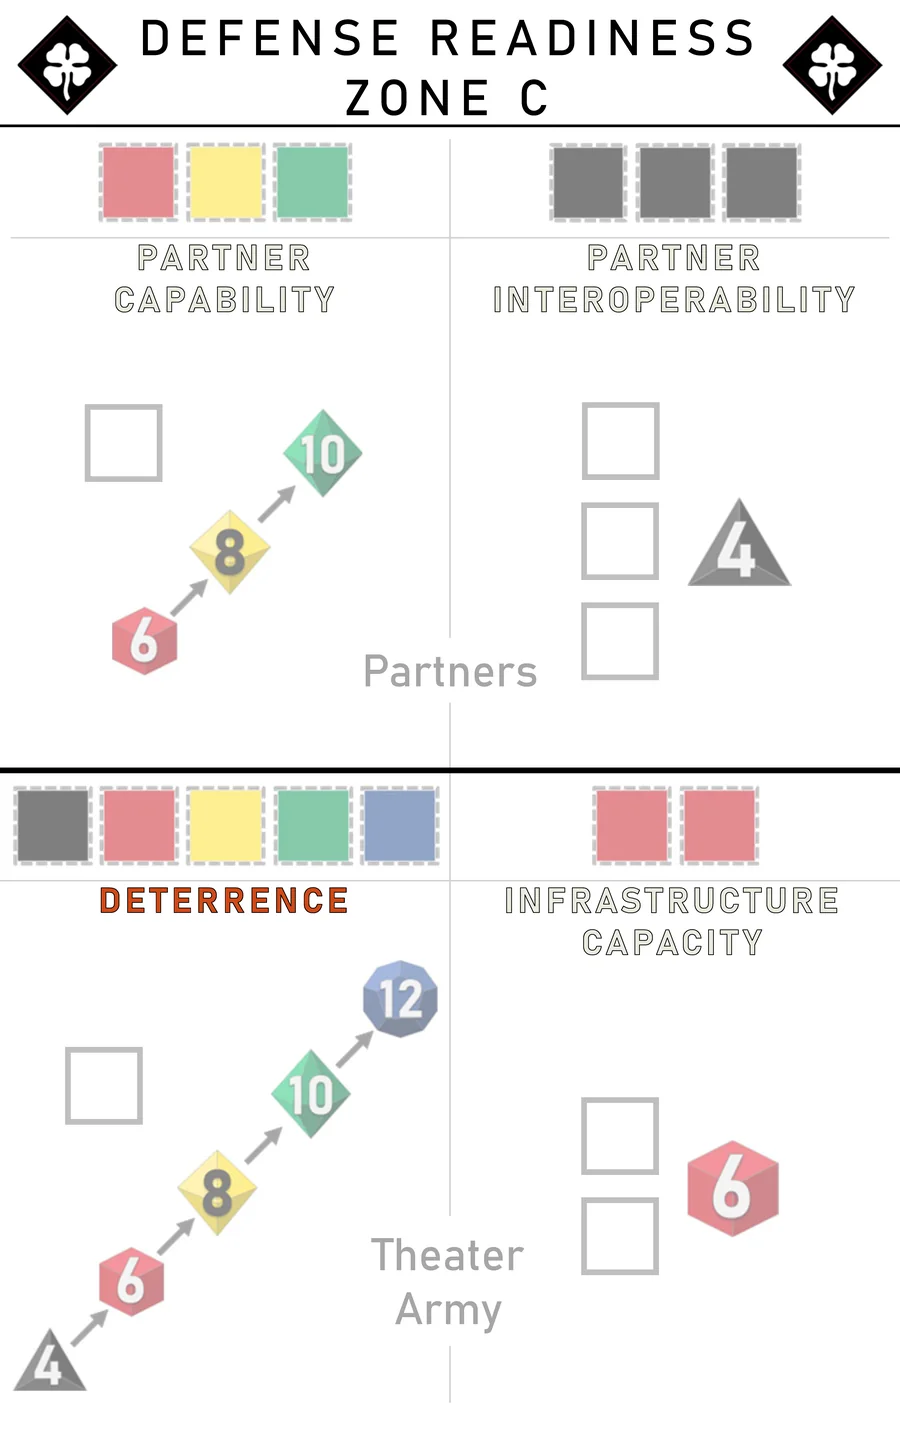 DEFENSE READINESS
ZONE C
PARTNER
CAPABILITY
PARTNER
INTEROPERABILITY
10
8
6
4
Partners
DETERRENCE
INFRASTRUCTURE
CAPACITY
12
10
8
6
4
6
Theater
Army